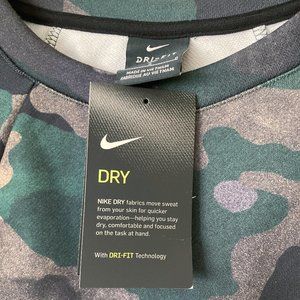 DRI-FIT
MADE IN VIETNAM
FABRIQUÉ AU VIETNAM
DRY
NIKE DRY fabrics move sweat
from your skin for quicker
evaporation—helping you stay
dry, comfortable and focused
on the task at hand.
With DRI-FIT Technology